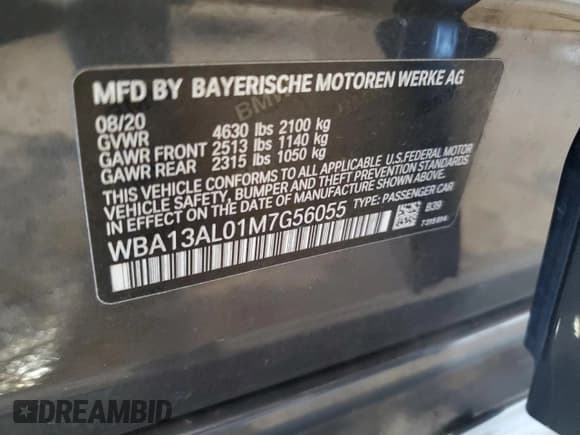 MFD BY BAYERISCHE MOTOREN WERKE AG
08/20
GVWR 4630 lbs 2100 kg
GAWR FRONT 2513 lbs 1140 kg
GAWR REAR 2315 lbs 1050 kg
THIS VEHICLE CONFORMS TO ALL APPLICABLE U.S.FEDERAL MOTOR
VEHICLE SAFETY, BUMPER AND THEFT PREVENTION STANDARDS
IN EFFECT ON THE DATE OF MANUFACTURE SHOWN ABOVE.
WBA13AL01M7G56055 TYPE: PASSENGER CAR
B39
DREAMBID